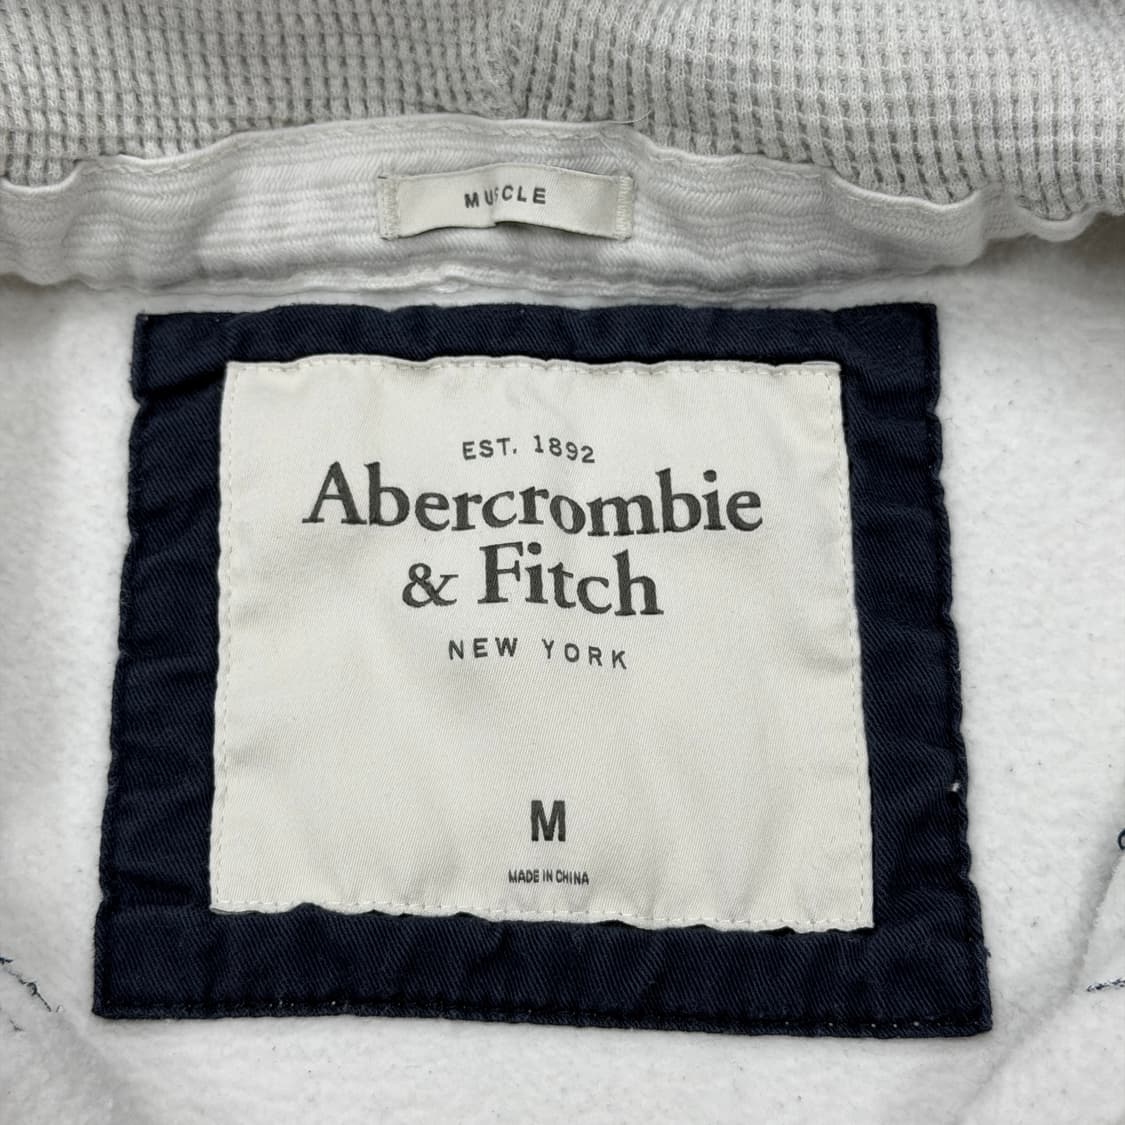 MUSCLE
EST. 1892
Abercrombie
& Fitch
NEW YORK
M
MADE IN CHINA